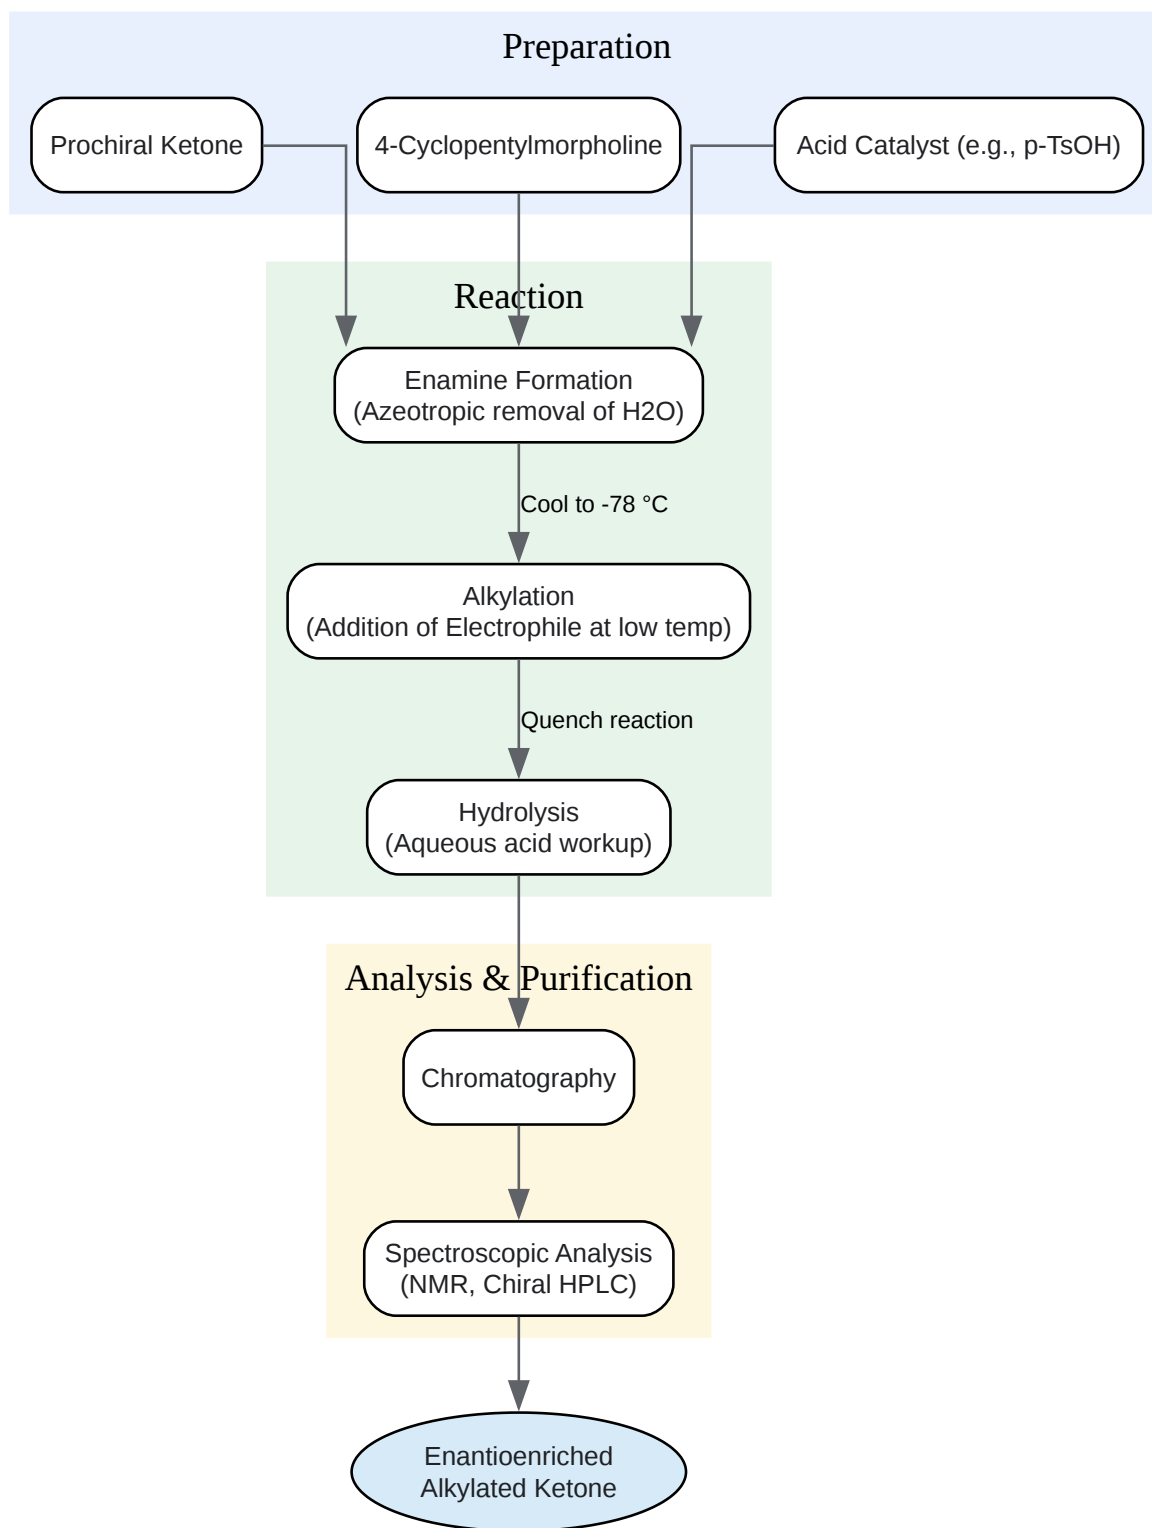 Preparation
Prochiral Ketone
4-Cyclopentylmorpholine
Acid Catalyst (e.g., p-TsOH)
Reaction
Enamine Formation
(Azeotropic removal of H2O)
Cool to -78 °C
Alkylation
(Addition of Electrophile at low temp)
Quench reaction
Hydrolysis
(Aqueous acid workup)
Analysis & Purification
Chromatography
Spectroscopic Analysis
(NMR, Chiral HPLC)
Enantioenriched
Alkylated Ketone